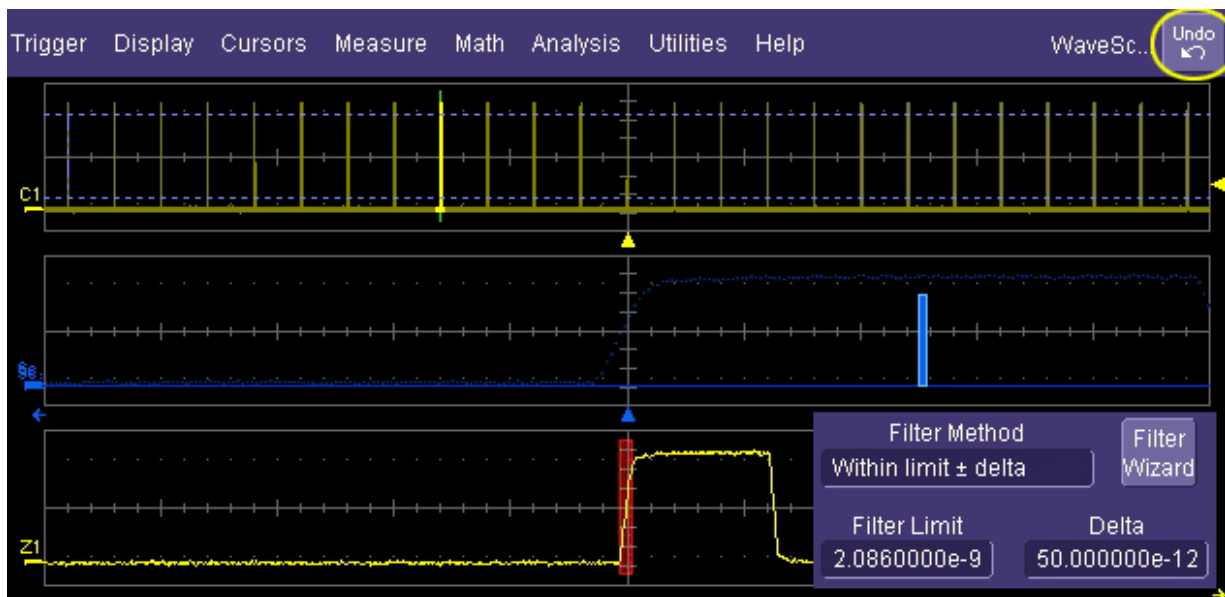 Trigger Display Cursors Measure Math Analysis Utilities Help WaveSc... Undo
C1
Z1
Filter Method
Within limit ± delta
Filter Wizard
Filter Limit Delta
2.0860000e-9 50.000000e-12